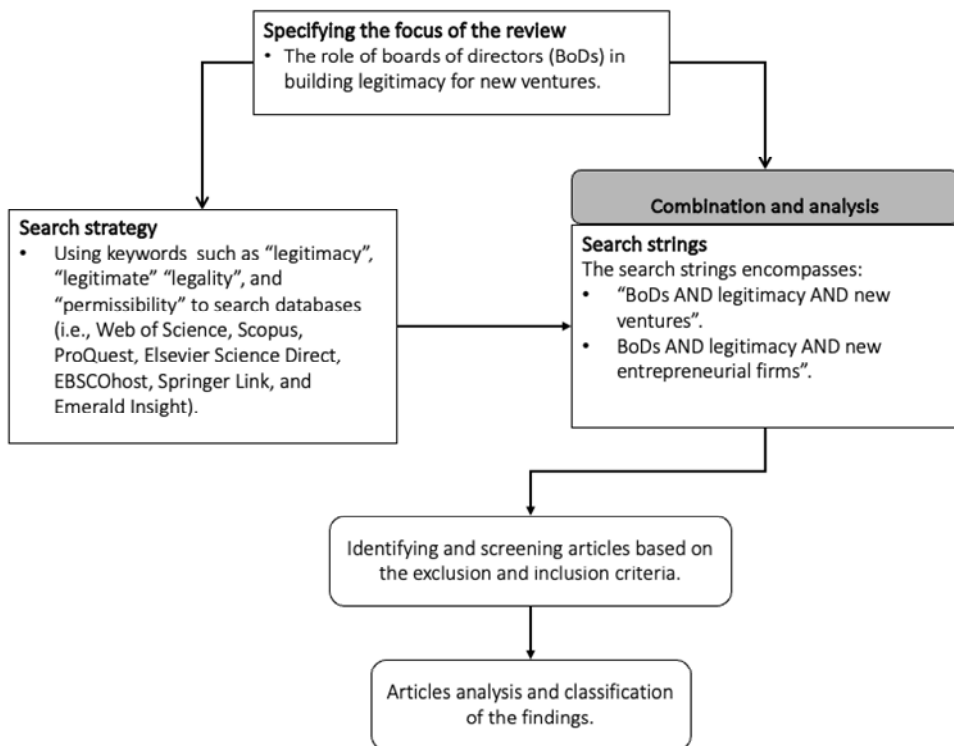 Specifying the focus of the review
• The role of boards of directors (BoDs) in
building legitimacy for new ventures.
Search strategy
• Using keywords such as “legitimacy”,
“legitimate” “legality”, and
“permissibility” to search databases
(i.e., Web of Science, Scopus,
ProQuest, Elsevier Science Direct,
EBSCOhost, Springer Link, and
Emerald Insight).
Combination and analysis
Search strings
The search strings encompasses:
• “BoDs AND legitimacy AND new
ventures”.
• BoDs AND legitimacy AND new
entrepreneurial firms”.
Identifying and screening articles based on
the exclusion and inclusion criteria.
Articles analysis and classification
of the findings.